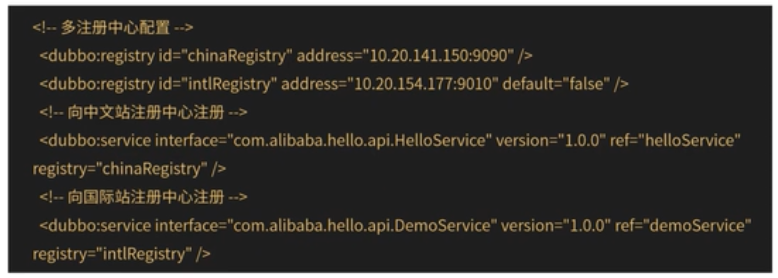 <!-- 多注册中心配置 -->
<dubbo:registry id="chinaRegistry" address="10.20.141.150:9090" />
<dubbo:registry id="intlRegistry" address="10.20.154.177:9010" default="false" />
<!-- 向中文站注册中心注册 -->
<dubbo:service interface="com.alibaba.hello.api.HelloService" version="1.0.0" ref="helloService"
registry="chinaRegistry" />
<!-- 向国际站注册中心注册 -->
<dubbo:service interface="com.alibaba.hello.api.DemoService" version="1.0.0" ref="demoService"
registry="intlRegistry" />